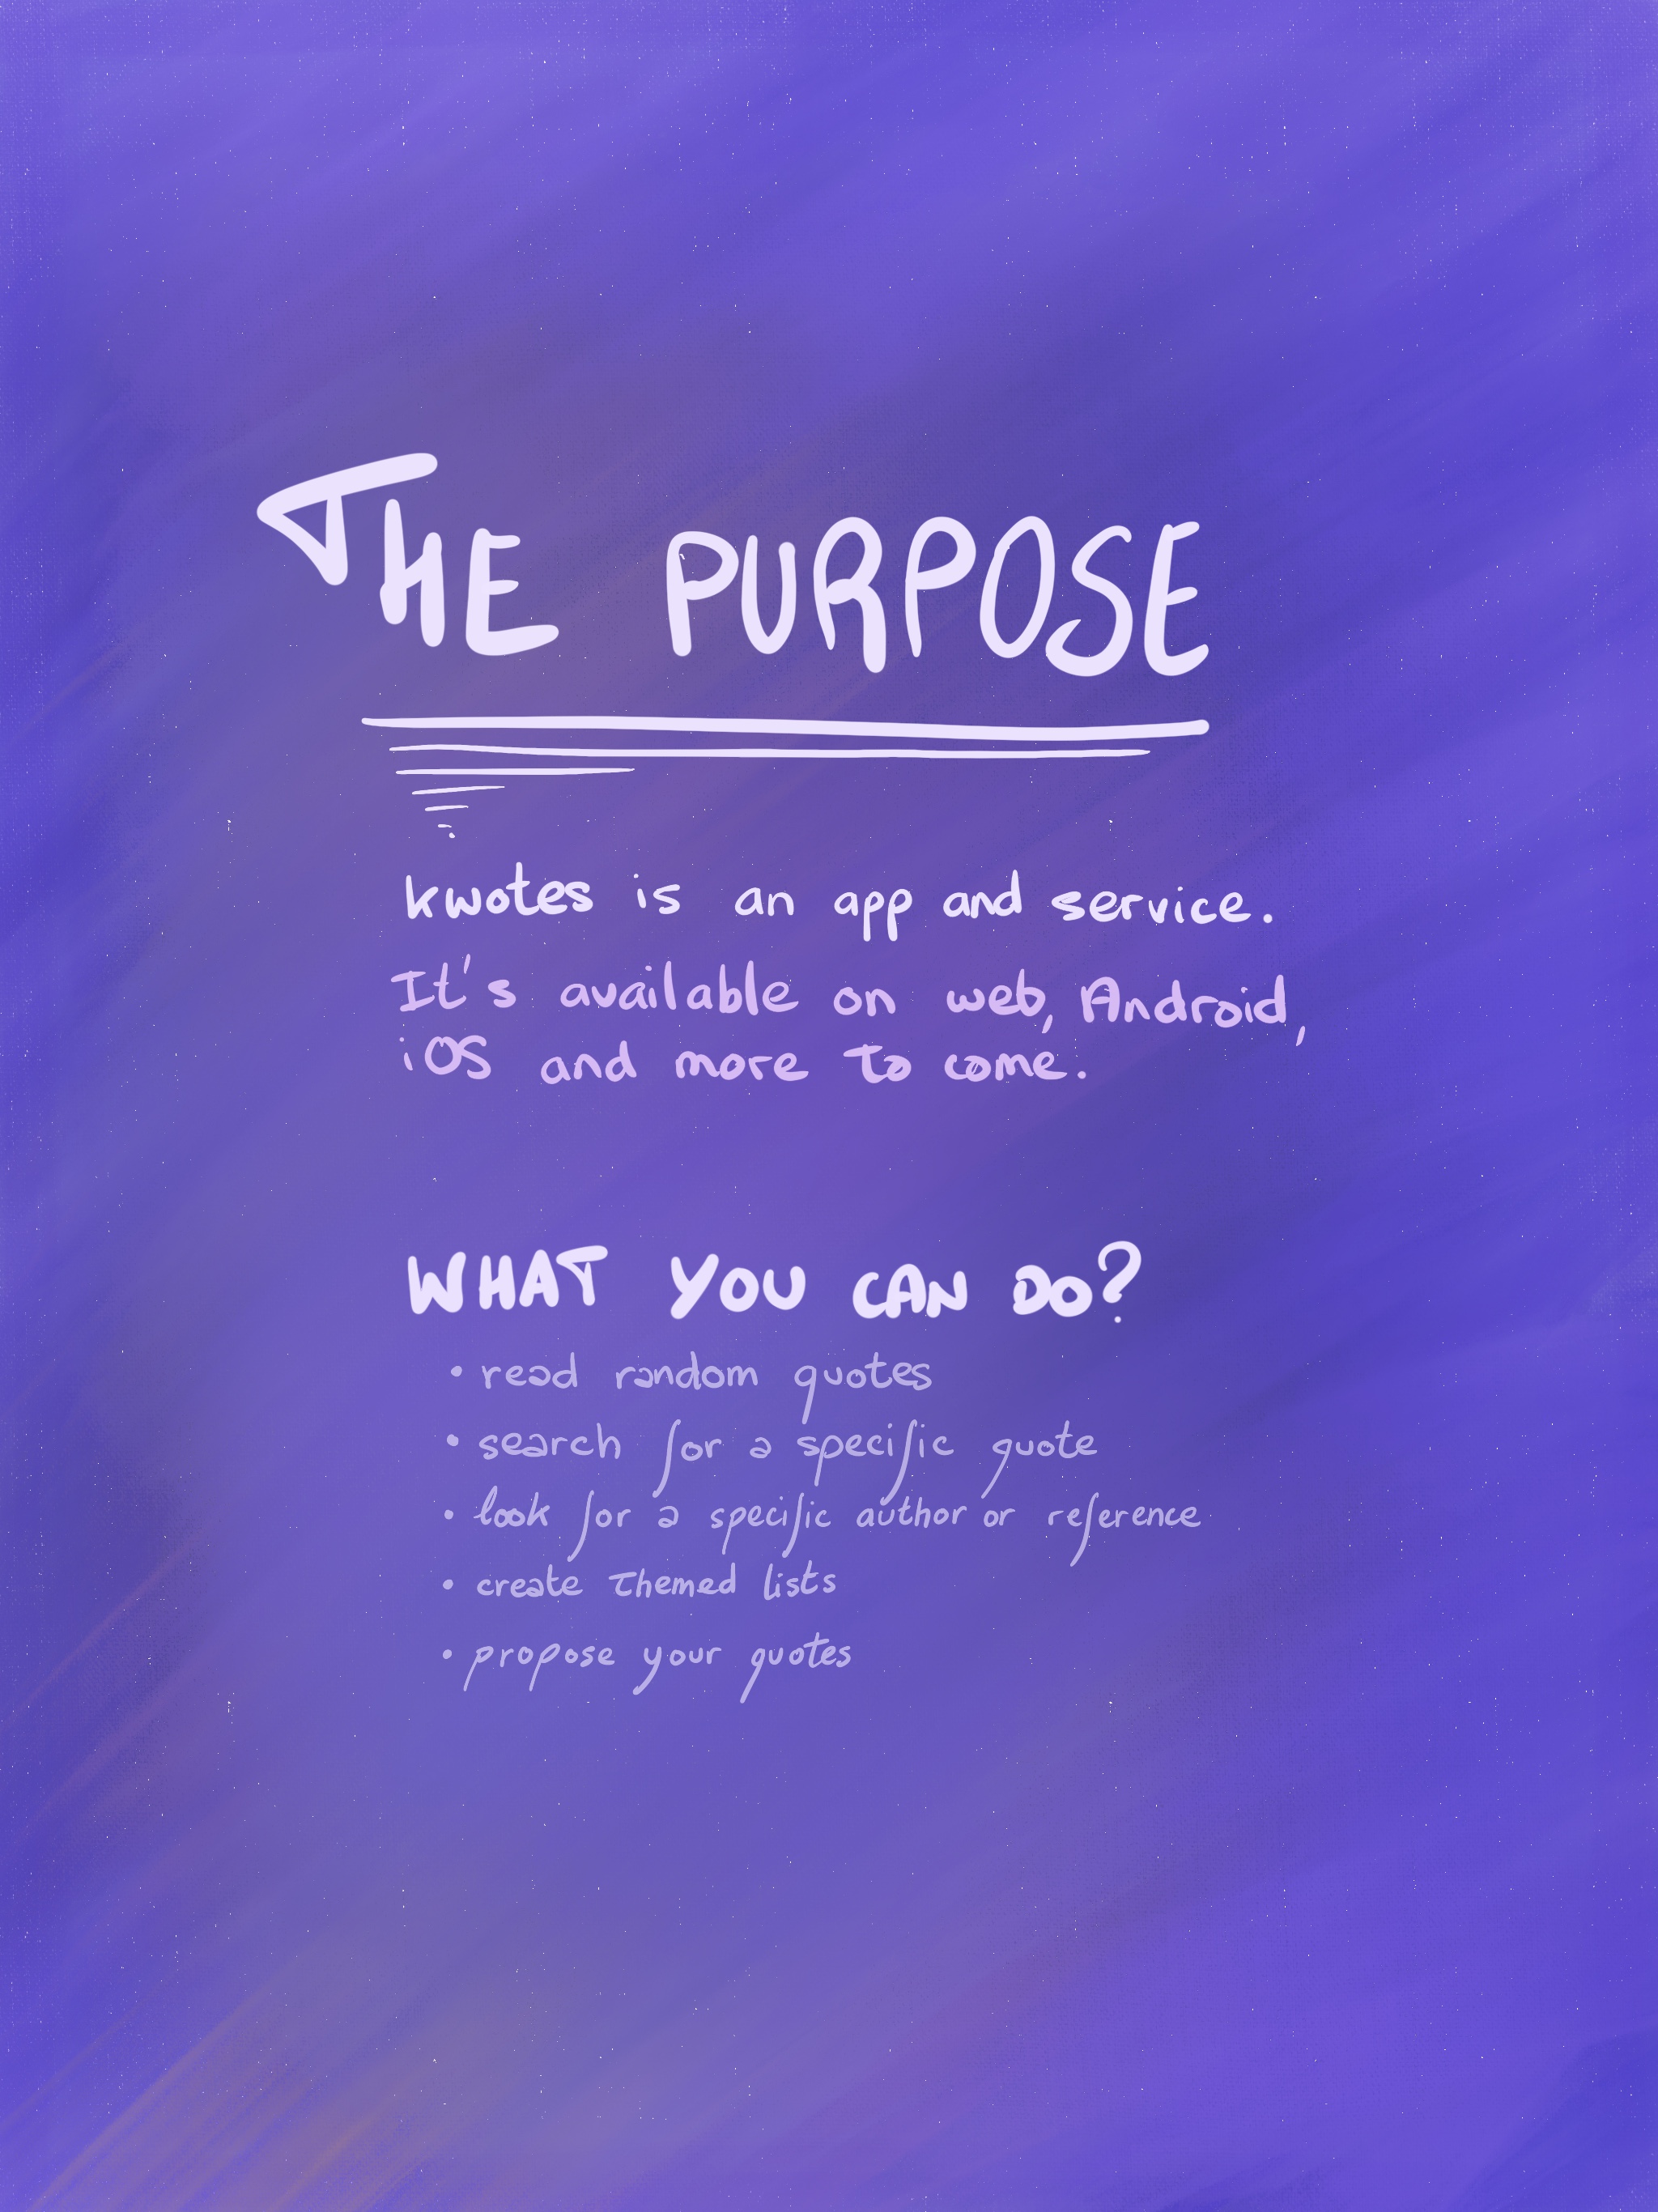 THE PURPOSE
kwotes is an app and service.
It's available on web, Android,
iOS and more to come.
WHAT YOU CAN DO?
• read random quotes
• search for a specific quote
• look for a specific author or reference
• create themed lists
• propose your quotes